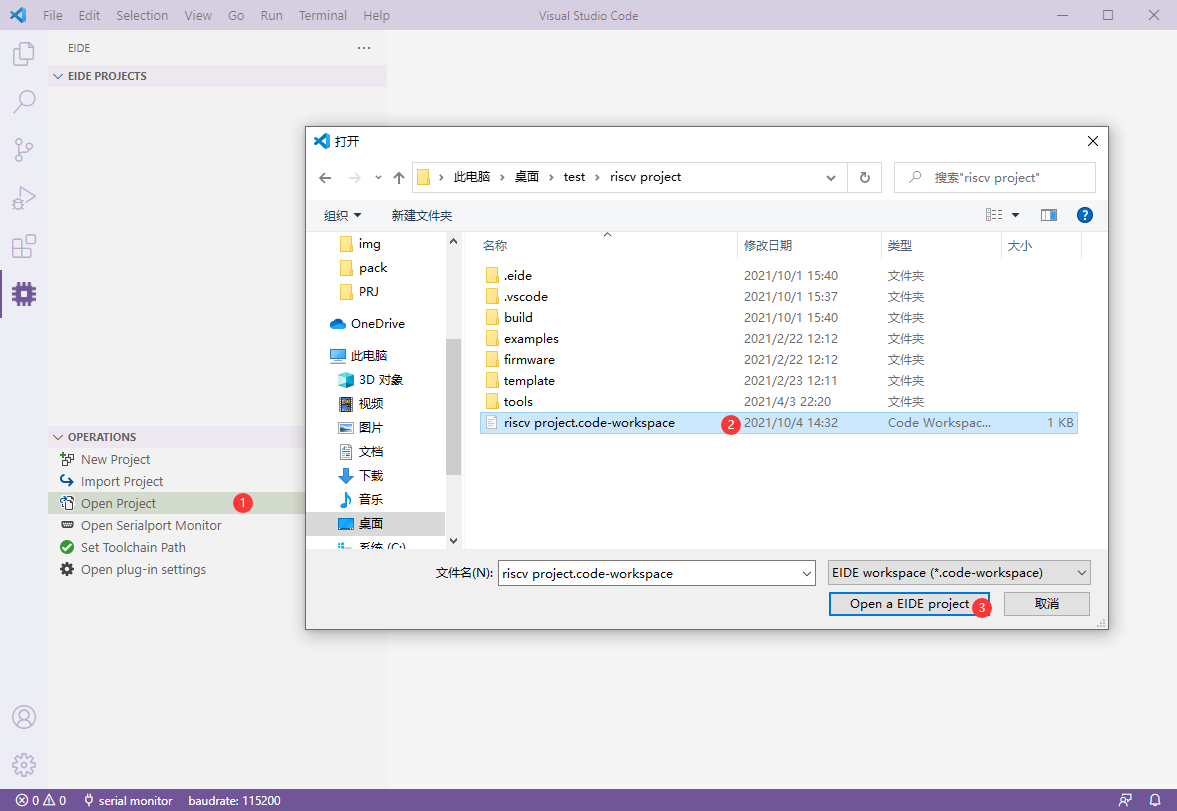 File Edit Selection View Go Run Terminal Help Visual Studio Code
EIDE
EIDE PROJECTS
OPERATIONS
New Project
Import Project
Open Project 1
Open Serialport Monitor
Set Toolchain Path
Open plug-in settings
打开
此电脑 桌面 test riscv project 搜索"riscv project"
组织 新建文件夹
img
pack
PRJ
OneDrive
此电脑
3D 对象
视频
图片
文档
下载
音乐
桌面
系统 (C:)
名称 修改日期 类型 大小
.eide 2021/10/1 15:40 文件夹
.vscode 2021/10/1 15:37 文件夹
build 2021/10/1 15:40 文件夹
examples 2021/2/22 12:12 文件夹
firmware 2021/2/22 12:12 文件夹
template 2021/2/23 12:11 文件夹
tools 2021/4/3 22:20 文件夹
riscv project.code-workspace 2 2021/10/4 14:32 Code Workspac... 1 KB
文件名(N): riscv project.code-workspace EIDE workspace (*.code-workspace)
Open a EIDE project 3 取消
0 0 serial monitor baudrate: 115200